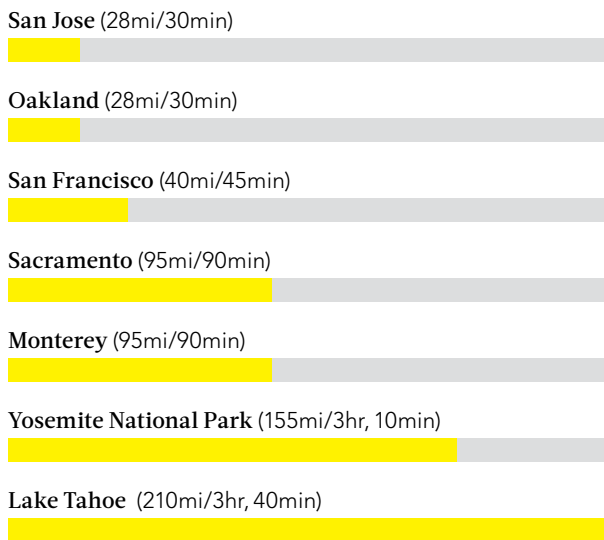 San Jose (28mi/30min)
Oakland (28mi/30min)
San Francisco (40mi/45min)
Sacramento (95mi/90min)
Monterey (95mi/90min)
Yosemite National Park (155mi/3hr, 10min)
Lake Tahoe (210mi/3hr, 40min)